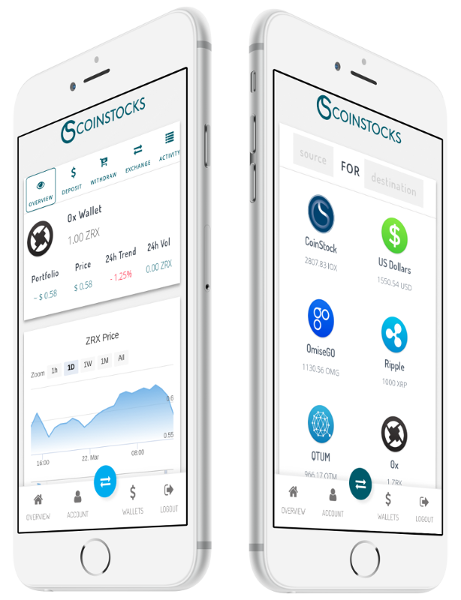 COINSTOCKS
OVERVIEW DEPOSIT WITHDRAW EXCHANGE ACTIVITY
0x Wallet
1.00 ZRX
Portfolio Price 24h Trend 24h Vol
~ $ 0.58 $ 0.58 - 1.25% 0.00 ZRX
ZRX Price
Zoom 1h 1D 1W 1M All
0.6
0.55
16:00 22. Mar 08:00
OVERVIEW ACCOUNT WALLETS LOGOUT
COINSTOCKS
source FOR destination
CoinStock
2807.83 IOX
US Dollars
1550.54 USD
OmiseGO
1130.56 OMG
Ripple
1000 XRP
QTUM
966.17 QTM
0x
1 ZRX
OVERVIEW ACCOUNT WALLETS LOGOUT